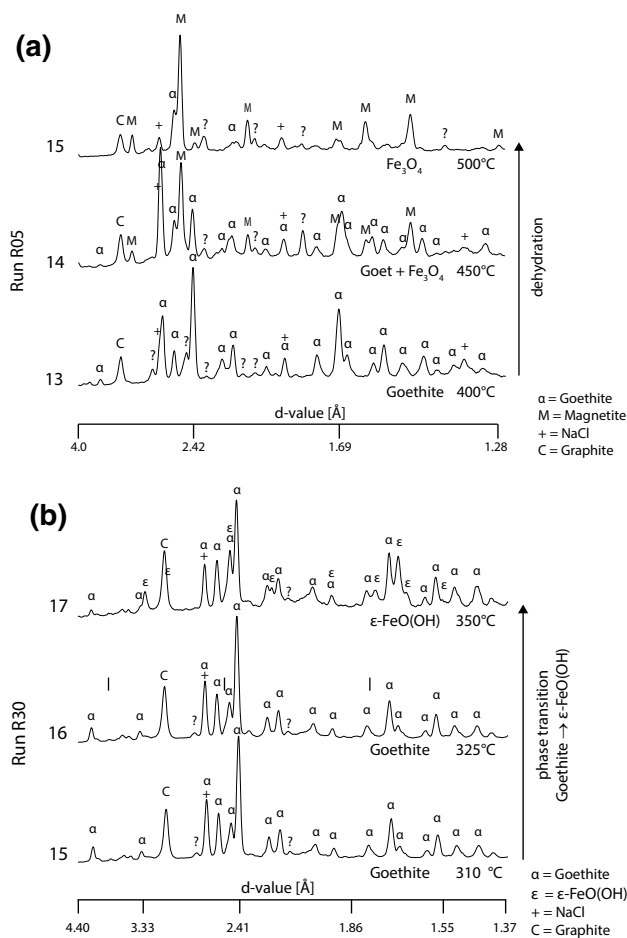 (a)
M
α
C M + M ? α M ? + ? M M M ? M
15
Fe₃O₄ 500℃
α
+
M
α α
C
α M ? ? α M ? α + α ? α M α α M α α ? M α α + α
14
Goet + Fe₃O₄ 450℃
α
α
+
C α ? α ? ? α α ? ? α + α α α α α α α α α α + α
13
Goethite 400℃
Run R05
dehydration
d-value [Å]
4.0 2.42 1.69 1.28
α = Goethite
M = Magnetite
+ = NaCl
C = Graphite
(b)
α
C
α
+
α
ε
α
α α ε ε α ε α ? α ε α α ε α ε ε α α ε α α
17
ε-FeO(OH) 350℃
α
C
α
+
α α
α α ? α α ? α α α α α α α α α
16
Goethite 325℃
α
C
α
+
α α
α α ? α α ? α α α α α α α α α
15
Goethite 310 ℃
Run R30
phase transition
Goethite → ε-FeO(OH)
d-value [Å]
4.40 3.33 2.41 1.86 1.55 1.37
α = Goethite
ε = ε-FeO(OH)
+ = NaCl
C = Graphite